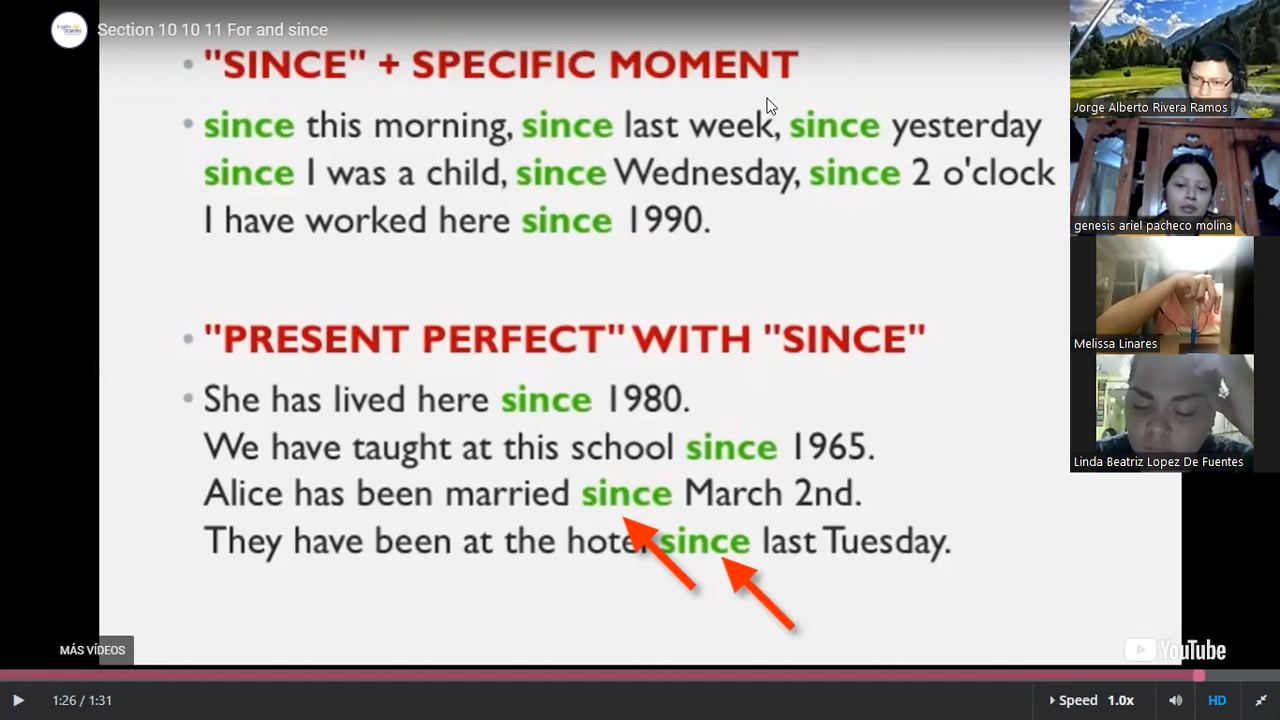 Section 10 10 11 For and since
"SINCE" + SPECIFIC MOMENT
since this morning, since last week, since yesterday
since I was a child, since Wednesday, since 2 o'clock
I have worked here since 1990.
"PRESENT PERFECT" WITH "SINCE"
She has lived here since 1980.
We have taught at this school since 1965.
Alice has been married since March 2nd.
They have been at the hotel since last Tuesday.
Jorge Alberto Rivera Ramos
genesis ariel pacheco molina
Melissa Linares
Linda Beatriz Lopez De Fuentes
MÁS VÍDEOS
YouTube
1:26 / 1:31
Speed 1.0x
HD